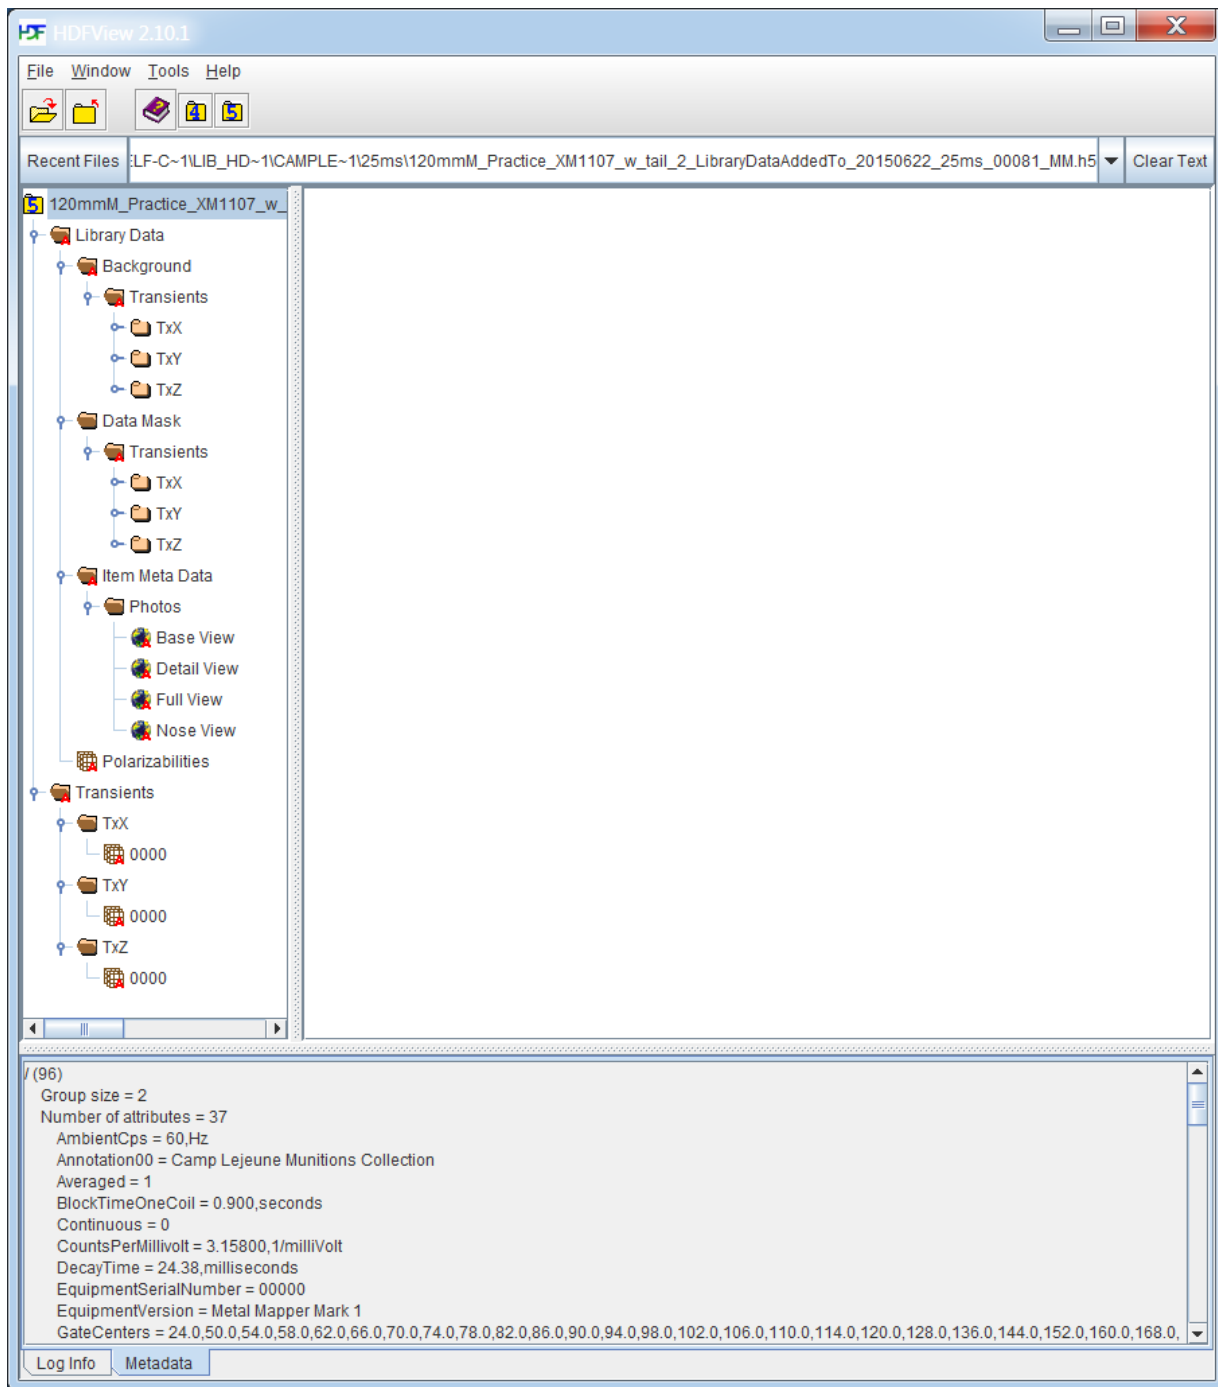 HDF HDFView 2.10.1
File Window Tools Help
4 5
Recent Files :LF-C~1\LIB_HD~1\CAMPLE~1\25ms\120mmM_Practice_XM1107_w_tail_2_LibraryDataAddedTo_20150622_25ms_00081_MM.h5 Clear Text
5 120mmM_Practice_XM1107_w_
Library Data
Background
Transients
TxX
TxY
TxZ
Data Mask
Transients
TxX
TxY
TxZ
Item Meta Data
Photos
Base View
Detail View
Full View
Nose View
Polarizabilities
Transients
TxX
0000
TxY
0000
TxZ
0000
/ (96)
Group size = 2
Number of attributes = 37
AmbientCps = 60,Hz
Annotation00 = Camp Lejeune Munitions Collection
Averaged = 1
BlockTimeOneCoil = 0.900,seconds
Continuous = 0
CountsPerMillivolt = 3.15800,1/milliVolt
DecayTime = 24.38,milliseconds
EquipmentSerialNumber = 00000
EquipmentVersion = Metal Mapper Mark 1
GateCenters = 24.0,50.0,54.0,58.0,62.0,66.0,70.0,74.0,78.0,82.0,86.0,90.0,94.0,98.0,102.0,106.0,110.0,114.0,120.0,128.0,136.0,144.0,152.0,160.0,168.0,
Log Info Metadata